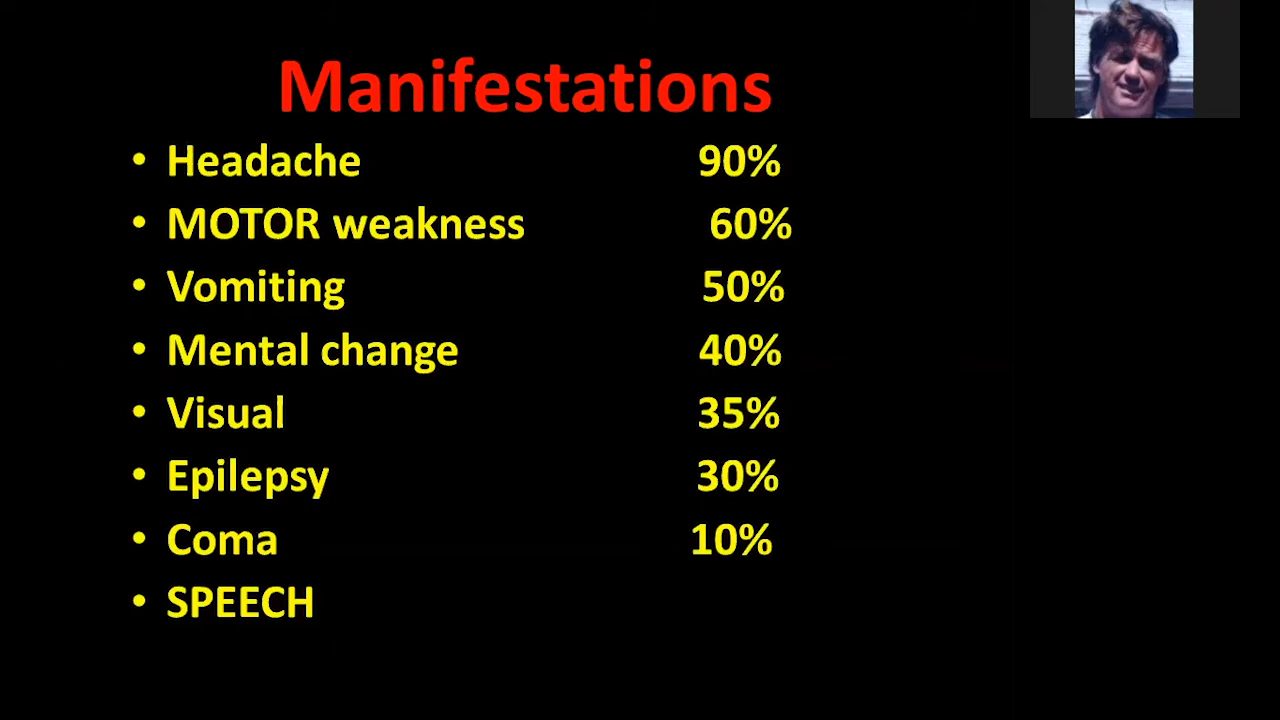 Manifestations
• Headache 90%
• MOTOR weakness 60%
• Vomiting 50%
• Mental change 40%
• Visual 35%
• Epilepsy 30%
• Coma 10%
• SPEECH